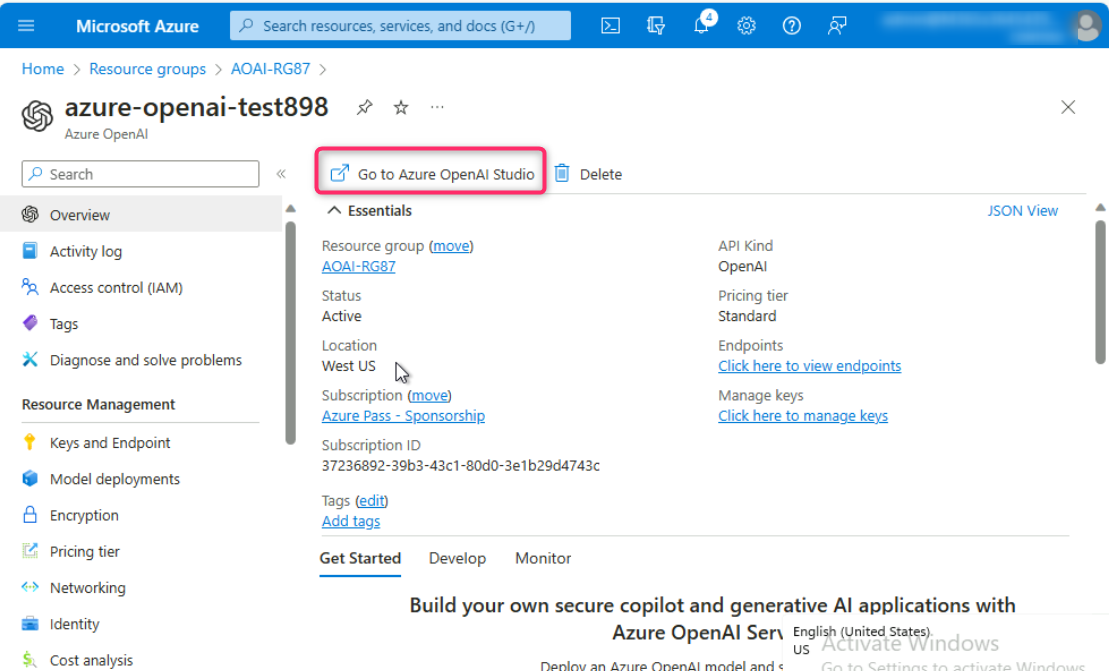 Microsoft Azure
Search resources, services, and docs (G+/)
4
Home > Resource groups > AOAI-RG87 >
azure-openai-test898
Azure OpenAI
Search
Go to Azure OpenAI Studio
Delete
Overview
Activity log
Access control (IAM)
Tags
Diagnose and solve problems
Resource Management
Keys and Endpoint
Model deployments
Encryption
Pricing tier
Networking
Identity
Cost analysis
Essentials
JSON View
Resource group (move)
AOAI-RG87
Status
Active
Location
West US
Subscription (move)
Azure Pass - Sponsorship
Subscription ID
37236892-39b3-43c1-80d0-3e1b29d4743c
Tags (edit)
Add tags
API Kind
OpenAI
Pricing tier
Standard
Endpoints
Click here to view endpoints
Manage keys
Click here to manage keys
Get Started Develop Monitor
Build your own secure copilot and generative AI applications with
Azure OpenAI Serv
Deploy an Azure OpenAI model and s
English (United States)
US
Activate Windows
Go to Settings to activate Windows.